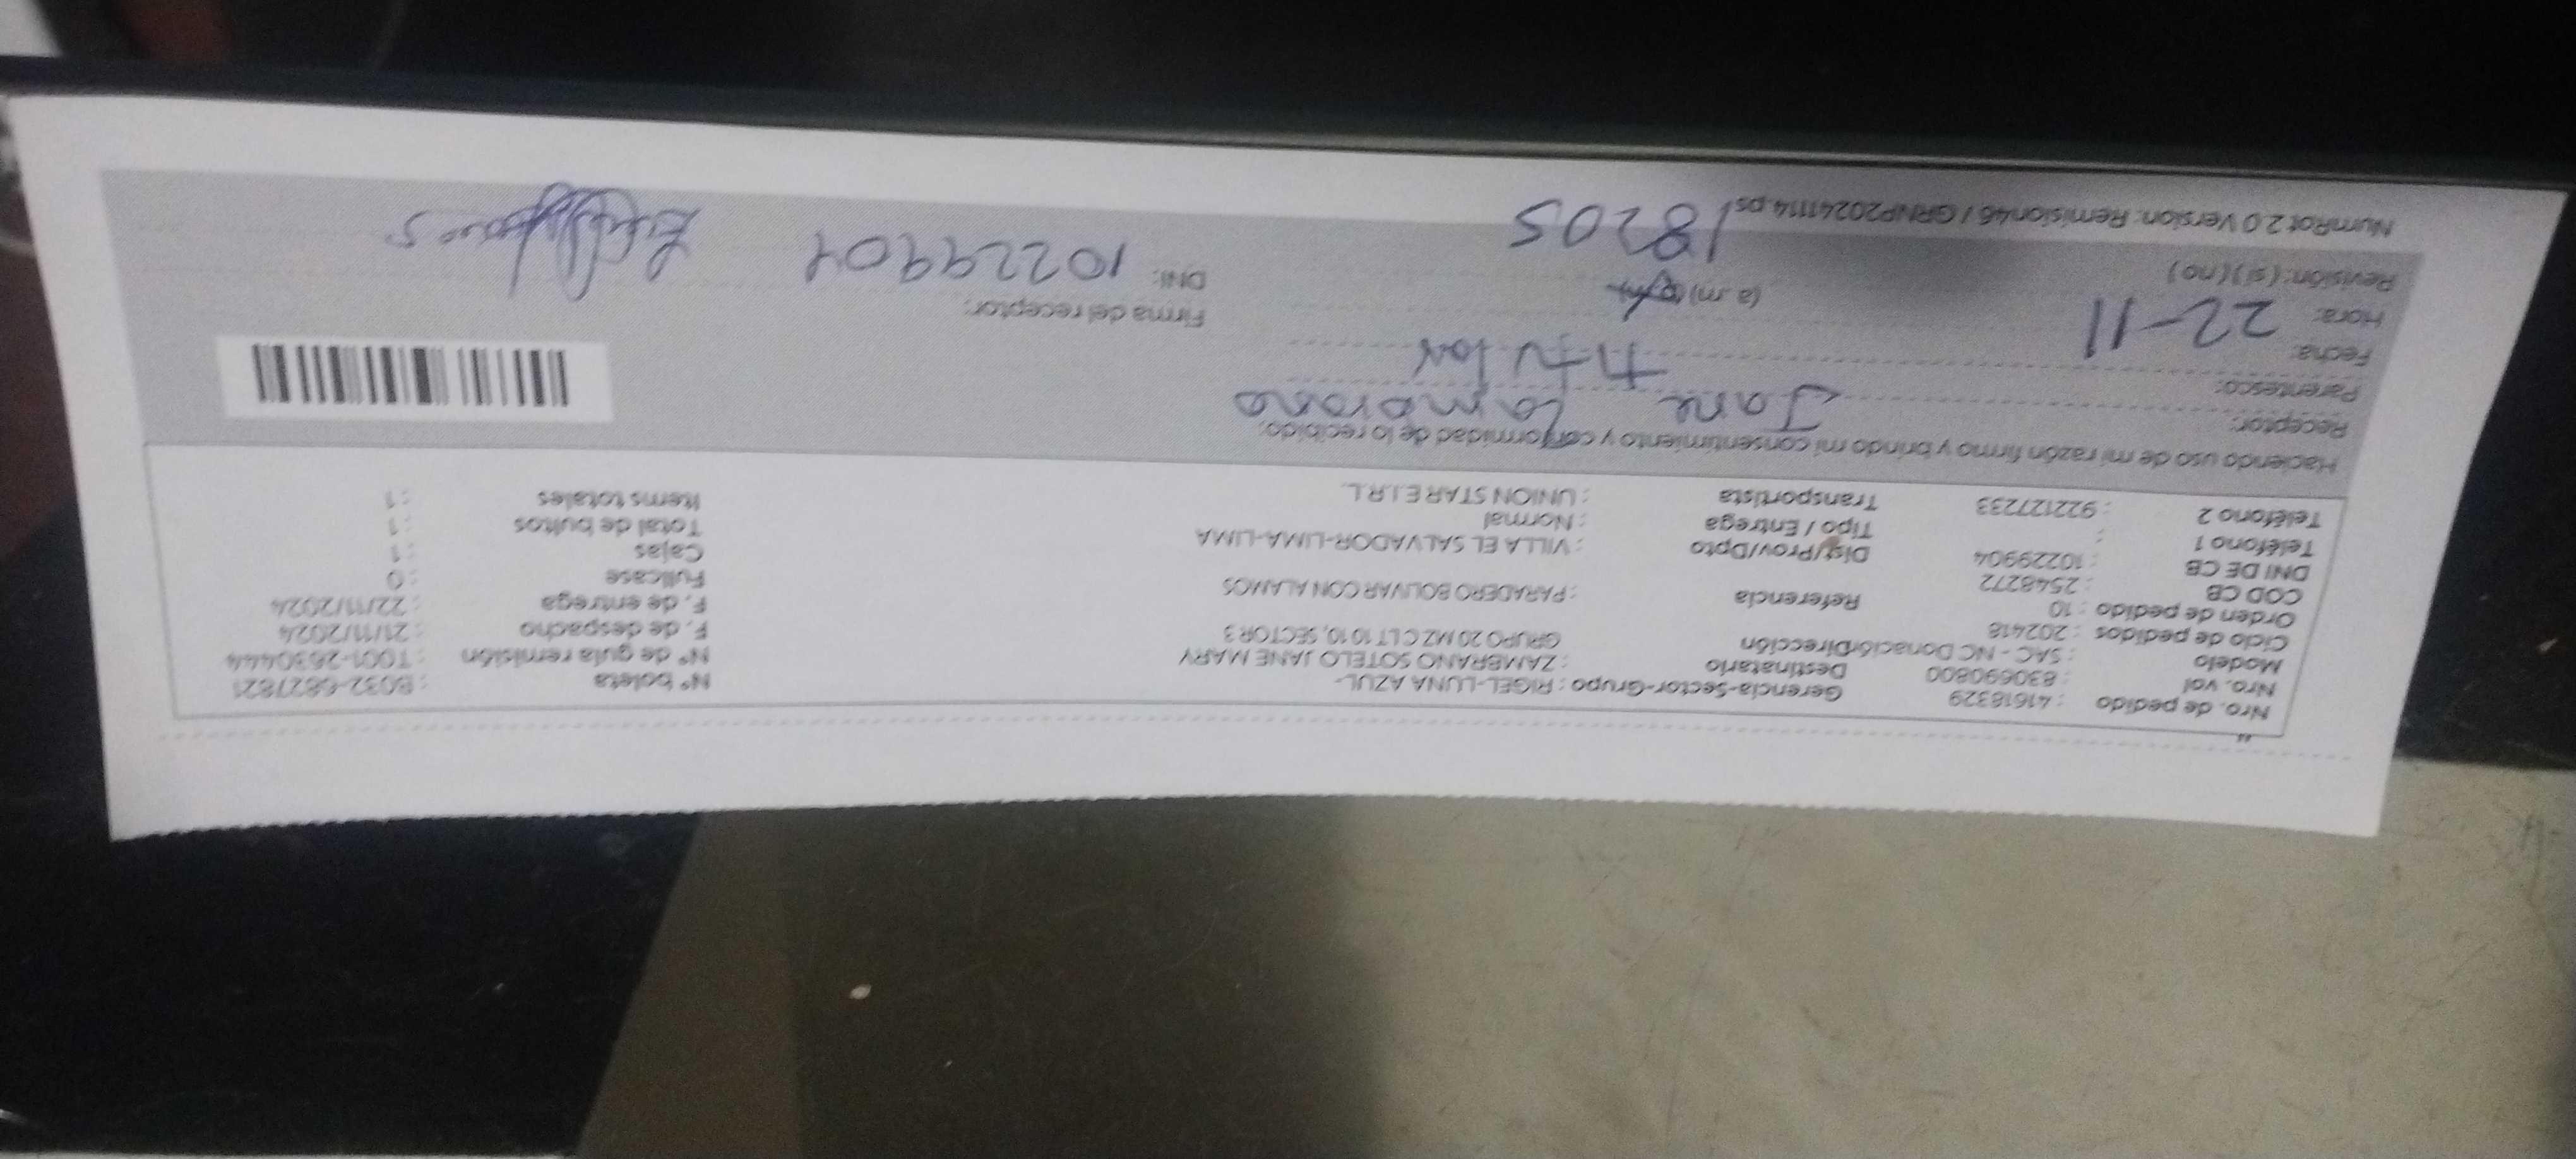 Nro. de pedido : 41618329
Nro. vol : 830690800
Modelo : SAC - NC Donación
Ciclo de pedidos : 202418
Orden de pedido : 10
COD CB : 2548272
DNI DE CB : 10229904
Teléfono 1 :
Teléfono 2 : 922127233
Gerencia-Sector-Grupo : RIGEL-LUNA AZUL-
Destinatario : ZAMBRANO SOTELO JANE MARY
Dirección GRUPO 20 MZ C LT 10 10, SECTOR 3
Referencia : PARADERO BOLIVAR CON ALAMOS
Dist/Prov/Dpto : VILLA EL SALVADOR-LIMA-LIMA
Tipo / Entrega : Normal
Transportista : UNION STAR E.I.R.L.
N° boleta : B032-6827821
N° de guia remisión : T001-2630444
F. de despacho : 21/11/2024
F. de entrega : 22/11/2024
Fullcase : 0
Cajas : 1
Total de bultos : 1
Items totales : 1
Haciendo uso de mi razón firmo y brindo mi consentimiento y conformidad de lo recibido:
Receptor: Jane
Parentesco: titular
Fecha: 22-11
Hora: (a.m) (p.m)
18205
Revisión: (si) (no)
Firma del receptor:
DNI: 10229904
NumRot 2.0 Version: Remision46 / GRNP20241114.ps